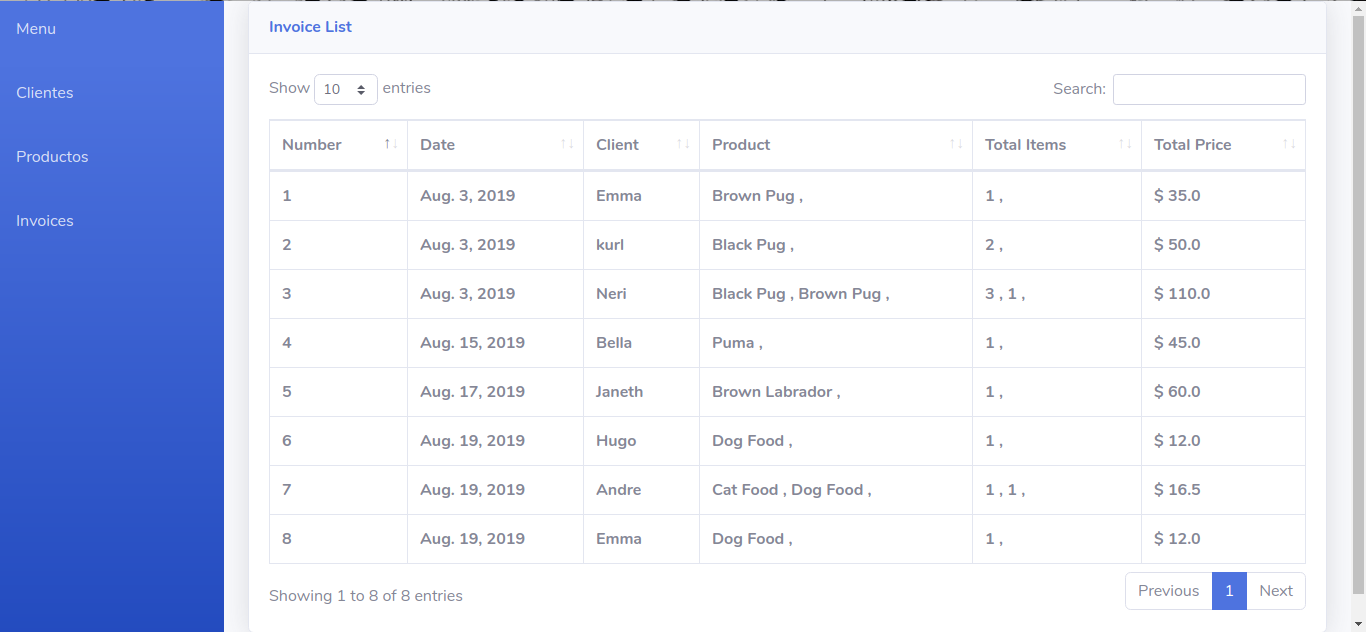 Menu
Clientes
Productos
Invoices
Invoice List
Show 10 entries
Search:
Number Date Client Product Total Items Total Price
1 Aug. 3, 2019 Emma Brown Pug , 1 , $ 35.0
2 Aug. 3, 2019 kurl Black Pug , 2 , $ 50.0
3 Aug. 3, 2019 Neri Black Pug , Brown Pug , 3 , 1 , $ 110.0
4 Aug. 15, 2019 Bella Puma , 1 , $ 45.0
5 Aug. 17, 2019 Janeth Brown Labrador , 1 , $ 60.0
6 Aug. 19, 2019 Hugo Dog Food , 1 , $ 12.0
7 Aug. 19, 2019 Andre Cat Food , Dog Food , 1 , 1 , $ 16.5
8 Aug. 19, 2019 Emma Dog Food , 1 , $ 12.0
Showing 1 to 8 of 8 entries
Previous 1 Next